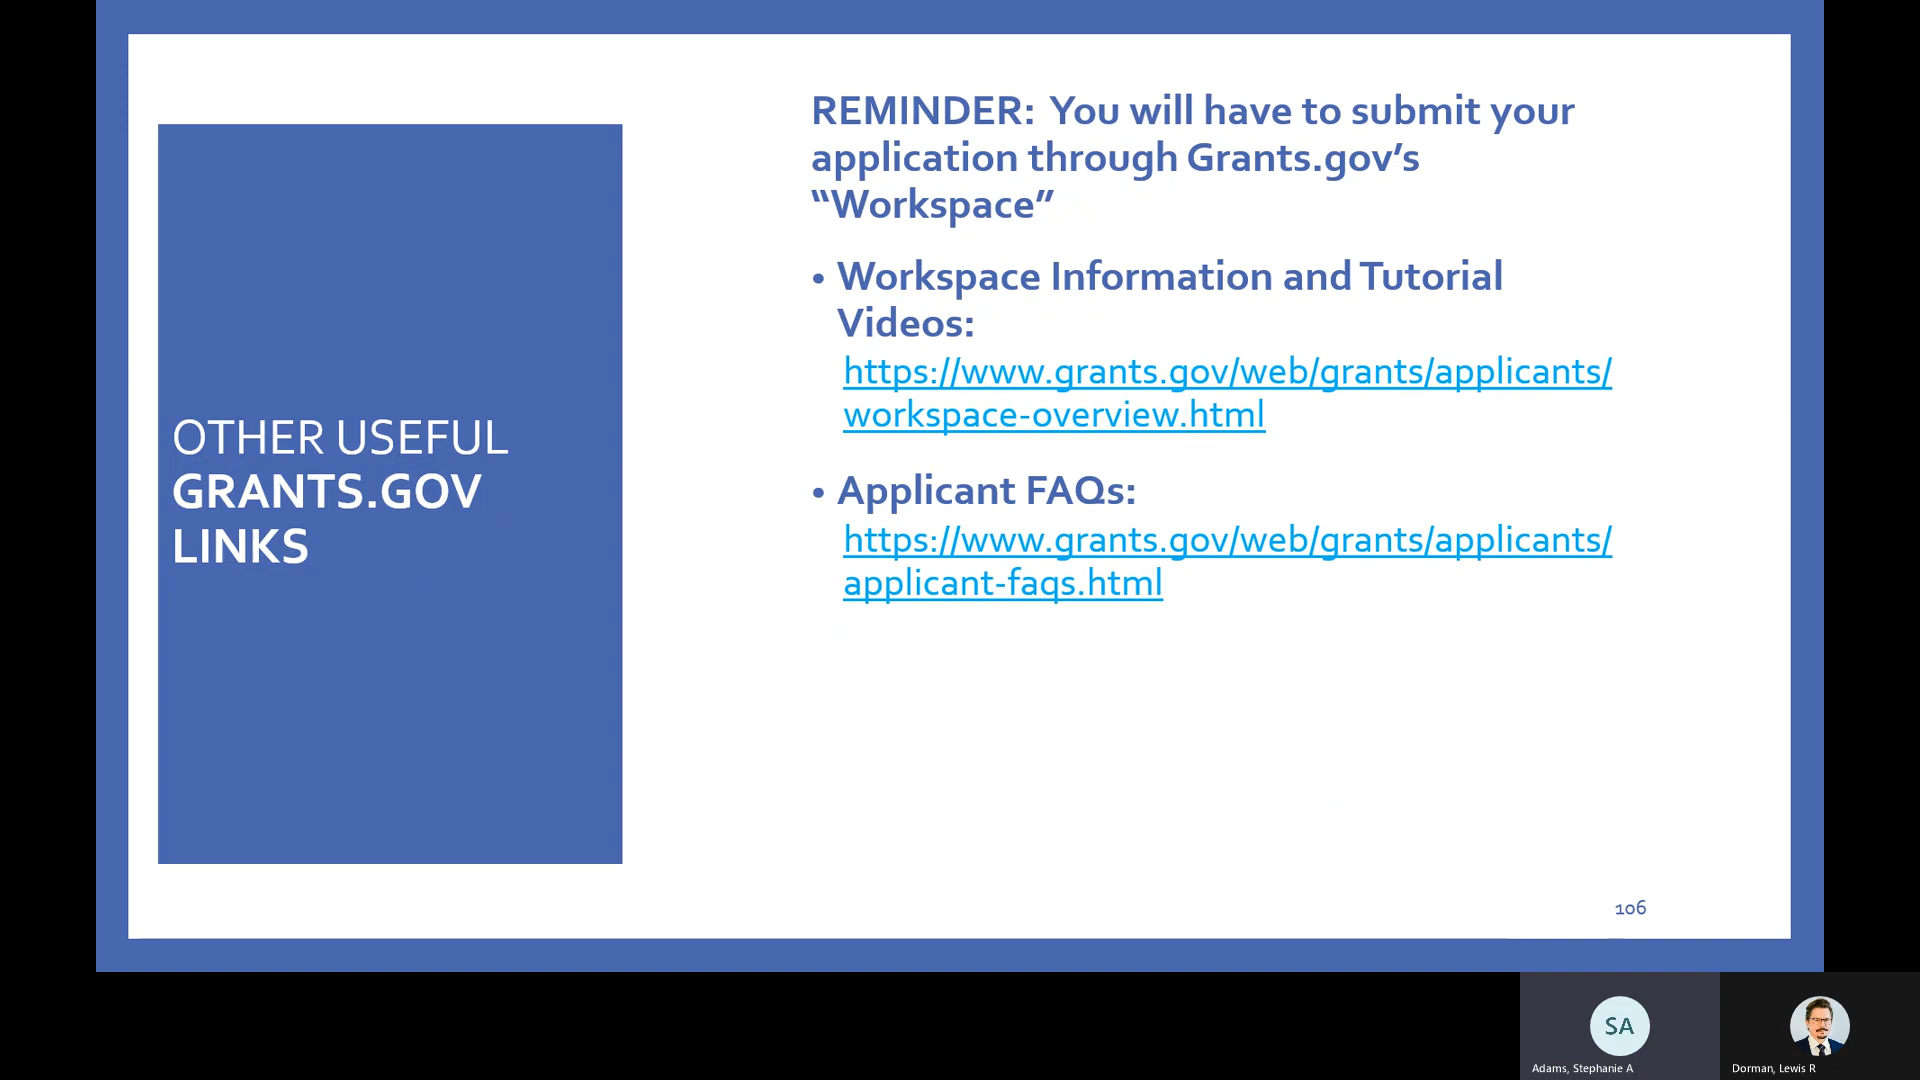 OTHER USEFUL
GRANTS.GOV
LINKS
REMINDER: You will have to submit your
application through Grants.gov’s
“Workspace”
• Workspace Information and Tutorial
Videos:
https://www.grants.gov/web/grants/applicants/
workspace-overview.html
• Applicant FAQs:
https://www.grants.gov/web/grants/applicants/
applicant-faqs.html
106
SA
Adams, Stephanie A
Dorman, Lewis R